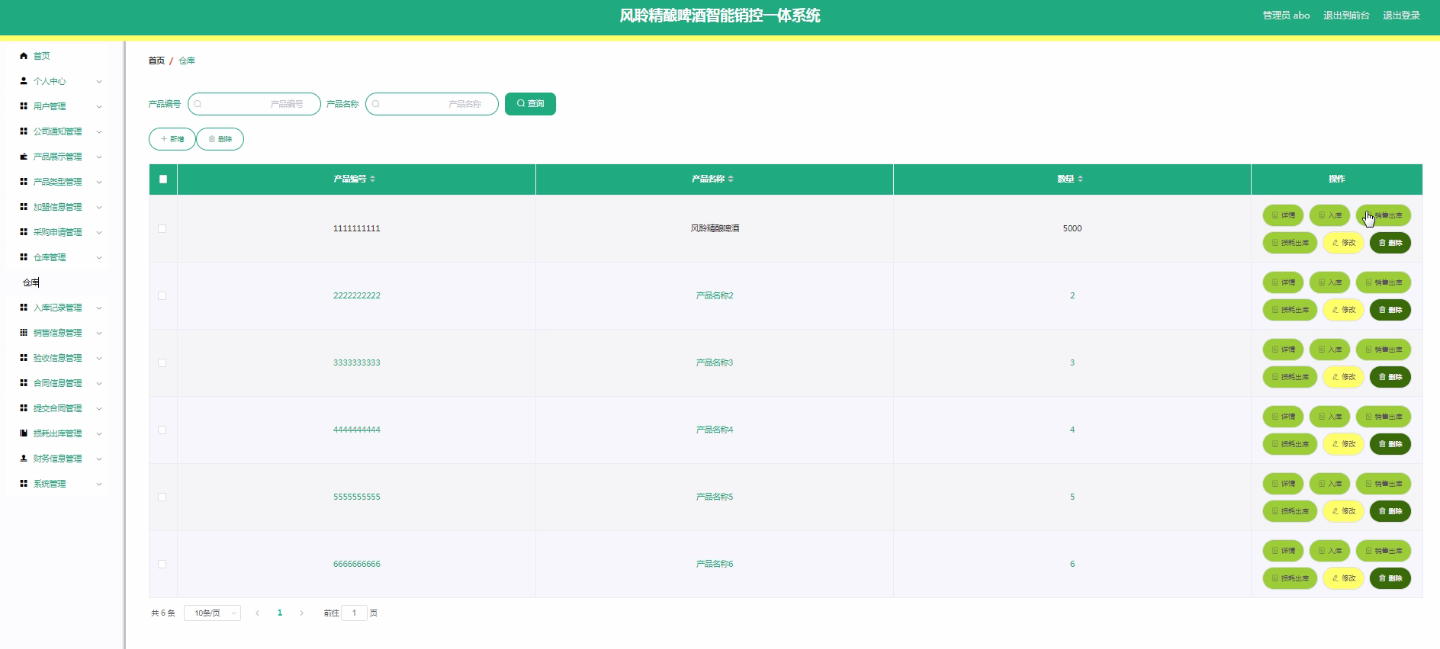 风聆精酿啤酒智能销控一体系统
管理员 abo 退出到前台 退出登录
首页
个人中心
用户管理
公司通知管理
产品展示管理
产品类型管理
加盟信息管理
采购申请管理
仓库管理
仓库
入库记录管理
销售信息管理
验收信息管理
合同信息管理
提交合同管理
损耗出库管理
财务信息管理
系统管理
首页 / 仓库
产品编号 产品编号 产品名称 产品名称 查询
新增 删除
产品编号 产品名称 数量 操作
1111111111 风聆精酿啤酒 5000 详情 入库 销售出库
损耗出库 修改 删除
2222222222 产品名称2 2 详情 入库 销售出库
损耗出库 修改 删除
3333333333 产品名称3 3 详情 入库 销售出库
损耗出库 修改 删除
4444444444 产品名称4 4 详情 入库 销售出库
损耗出库 修改 删除
5555555555 产品名称5 5 详情 入库 销售出库
损耗出库 修改 删除
6666666666 产品名称6 6 详情 入库 销售出库
损耗出库 修改 删除
共 6 条 10条/页 1 前往 1 页